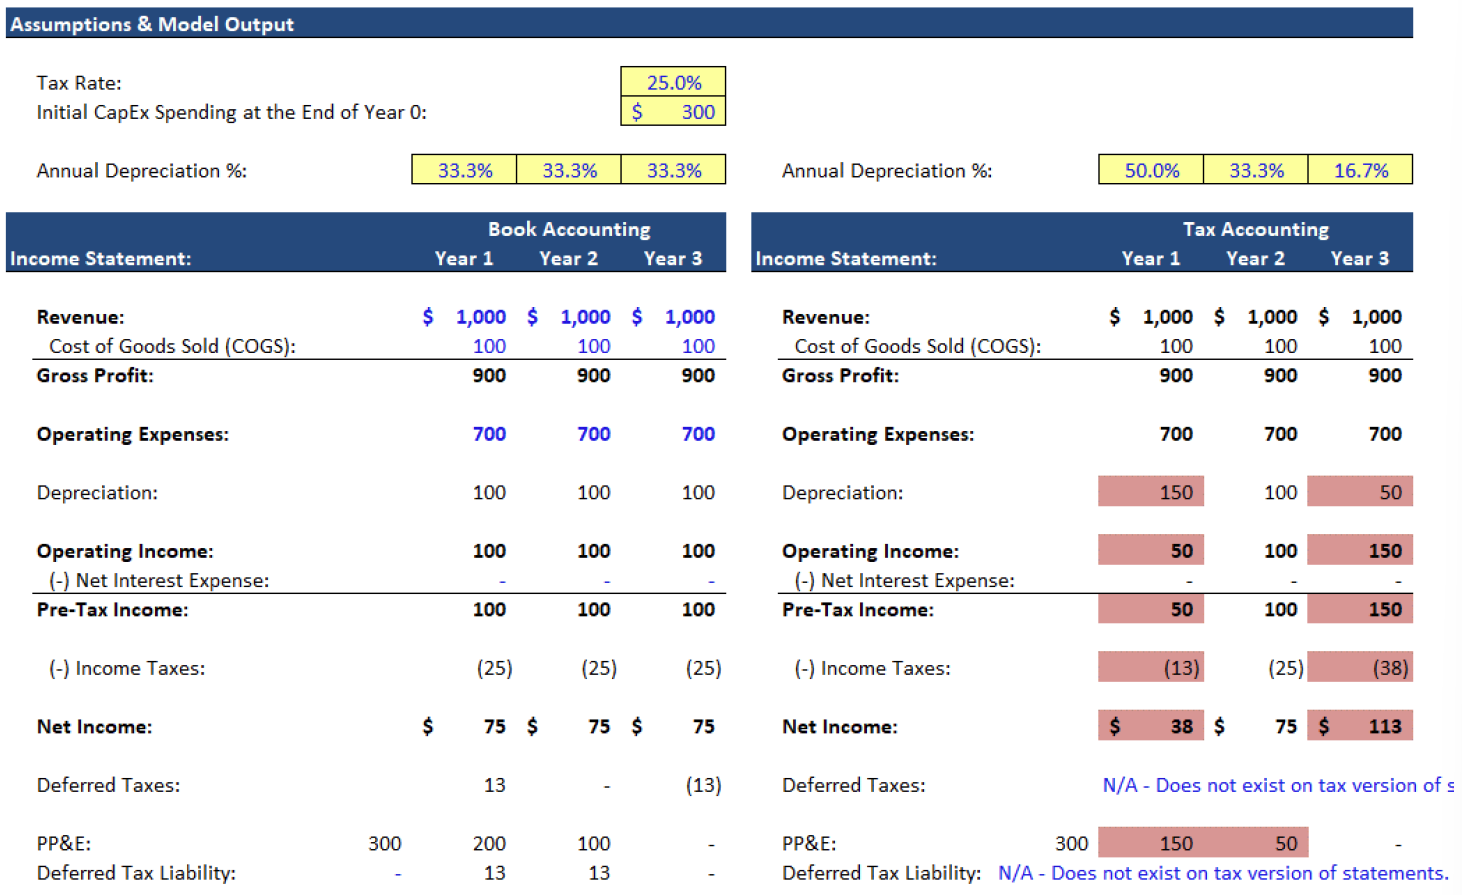 Assumptions & Model Output
Tax Rate: 25.0%
Initial CapEx Spending at the End of Year 0: $ 300
Annual Depreciation %: 33.3% 33.3% 33.3% Annual Depreciation %: 50.0% 33.3% 16.7%
Book Accounting Tax Accounting
Income Statement: Year 1 Year 2 Year 3 Income Statement: Year 1 Year 2 Year 3
Revenue: $ 1,000 $ 1,000 $ 1,000 Revenue: $ 1,000 $ 1,000 $ 1,000
Cost of Goods Sold (COGS): 100 100 100 Cost of Goods Sold (COGS): 100 100 100
Gross Profit: 900 900 900 Gross Profit: 900 900 900
Operating Expenses: 700 700 700 Operating Expenses: 700 700 700
Depreciation: 100 100 100 Depreciation: 150 100 50
Operating Income: 100 100 100 Operating Income: 50 100 150
(-) Net Interest Expense: - - - (-) Net Interest Expense: - - -
Pre-Tax Income: 100 100 100 Pre-Tax Income: 50 100 150
(-) Income Taxes: (25) (25) (25) (-) Income Taxes: (13) (25) (38)
Net Income: $ 75 $ 75 $ 75 Net Income: $ 38 $ 75 $ 113
Deferred Taxes: 13 - (13) Deferred Taxes: N/A - Does not exist on tax version of s
PP&E: 300 200 100 - PP&E: 300 150 50 -
Deferred Tax Liability: - 13 13 - Deferred Tax Liability: N/A - Does not exist on tax version of statements.